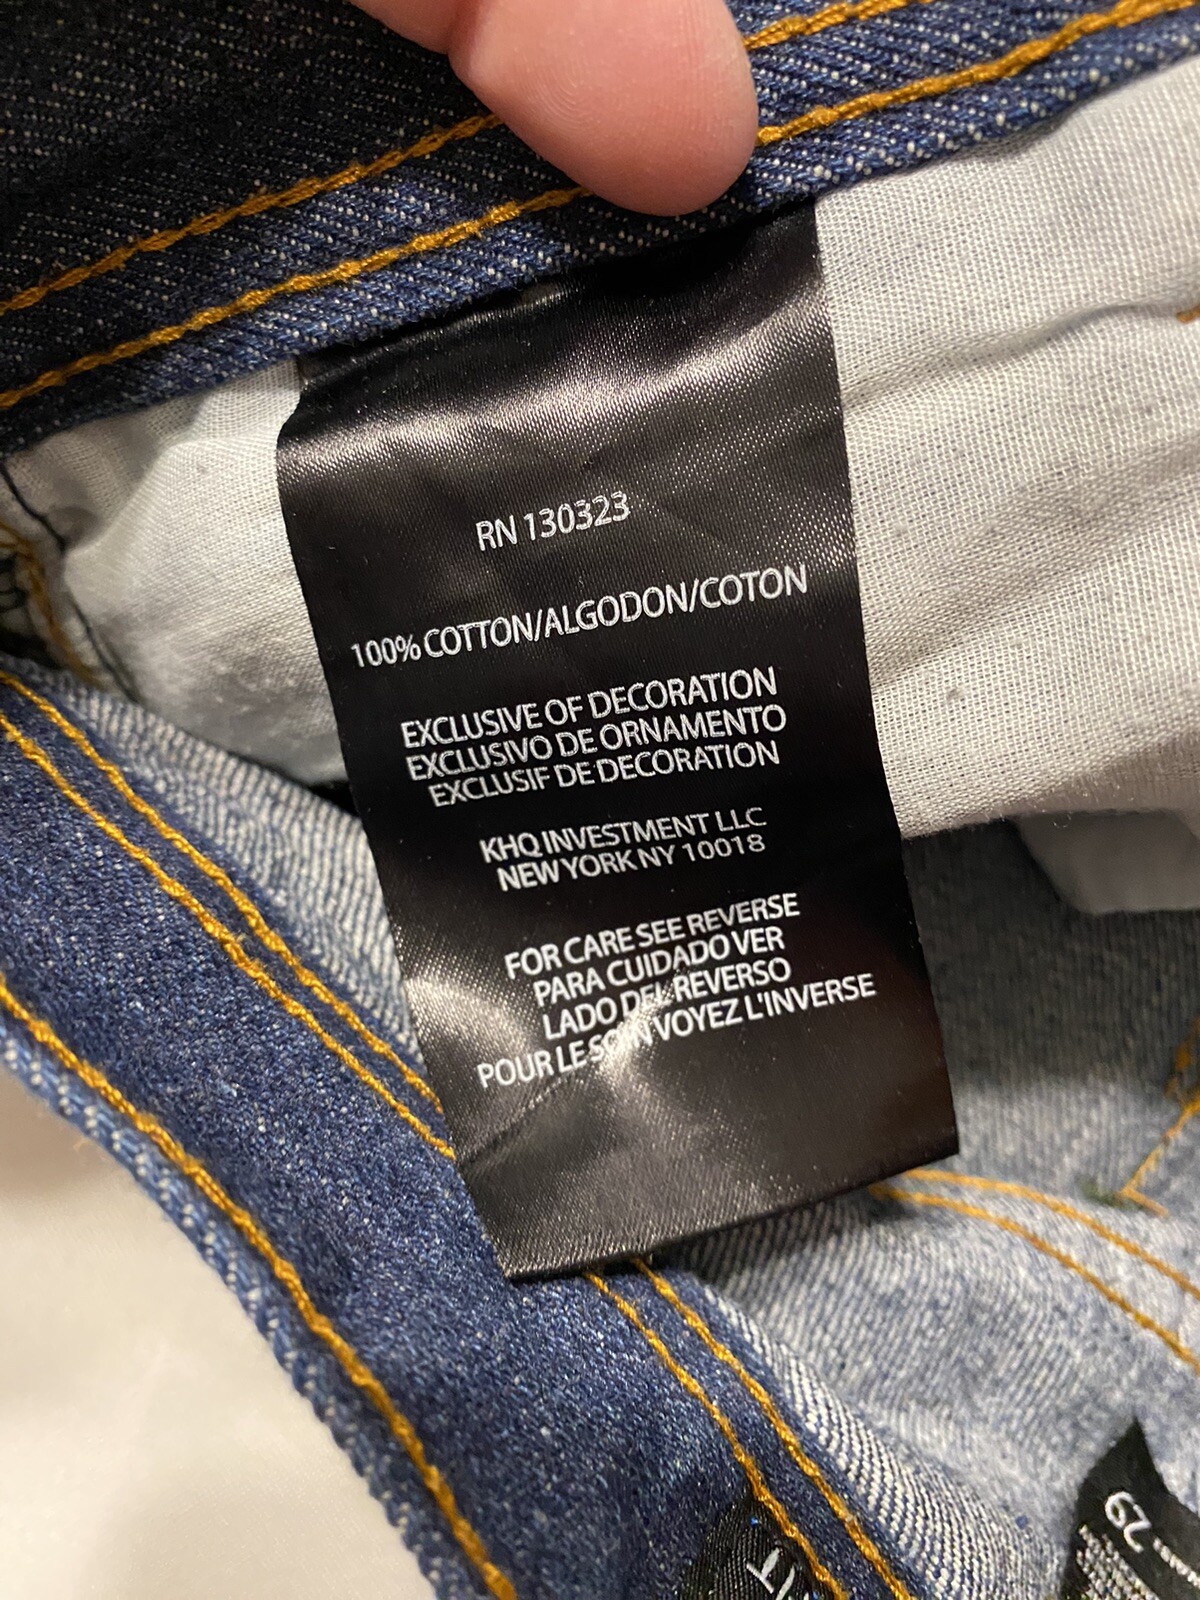 RN 130323
100% COTTON/ALGODON/COTON
EXCLUSIVE OF DECORATION
EXCLUSIVO DE ORNAMENTO
EXCLUSIF DE DECORATION
KHQ INVESTMENT LLC
NEW YORK NY 10018
FOR CARE SEE REVERSE
PARA CUIDADO VER
LADO DEL REVERSO
POUR LE SOIN VOYEZ L'INVERSE
29